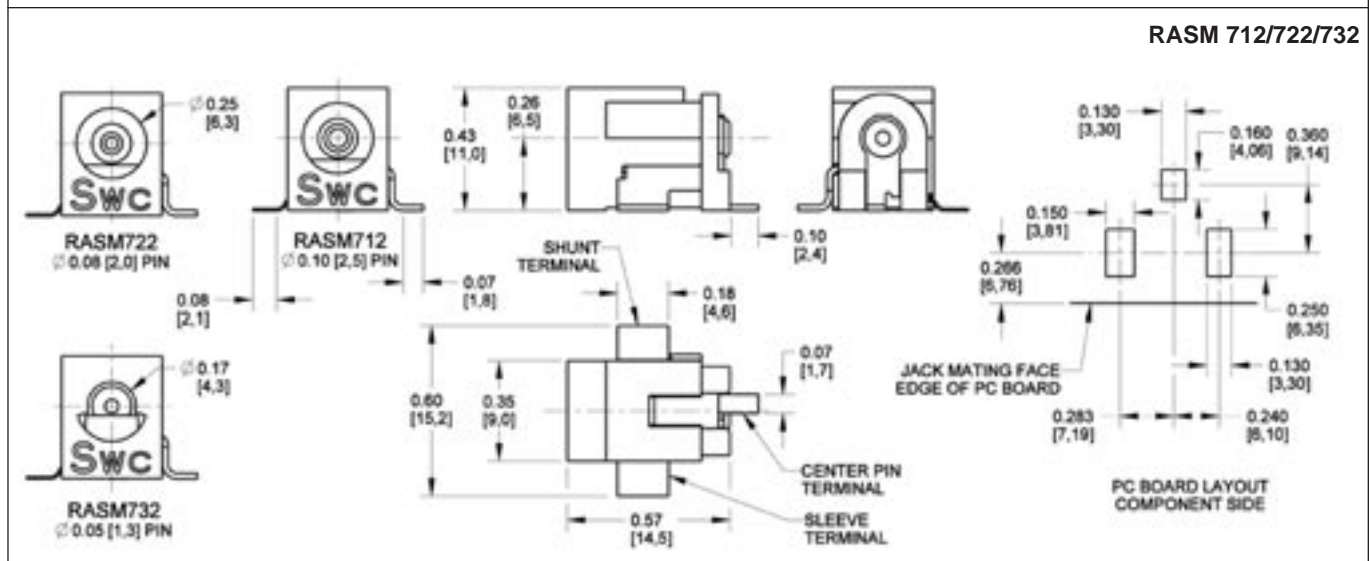 RASM 712/722/732
∅ 0.25
[6,3]
SWC
RASM722
∅ 0.08 [2,0] PIN
0.08
[2,1]
SWC
RASM712
∅ 0.10 [2,5] PIN
0.07
[1,8]
0.43
[11,0]
0.26
[6,5]
0.10
[2,4]
SHUNT
TERMINAL
0.18
[4,6]
0.60
[15,2]
0.35
[9,0]
0.07
[1,7]
CENTER PIN
TERMINAL
SLEEVE
TERMINAL
0.57
[14,5]
∅ 0.17
[4,3]
SWC
RASM732
∅ 0.05 [1,3] PIN
0.130
[3,30]
0.160
[4,06]
0.360
[9,14]
0.150
[3,81]
0.266
[6,76]
0.250
[6,35]
JACK MATING FACE
EDGE OF PC BOARD
0.130
[3,30]
0.283
[7,19]
0.240
[6,10]
PC BOARD LAYOUT
COMPONENT SIDE